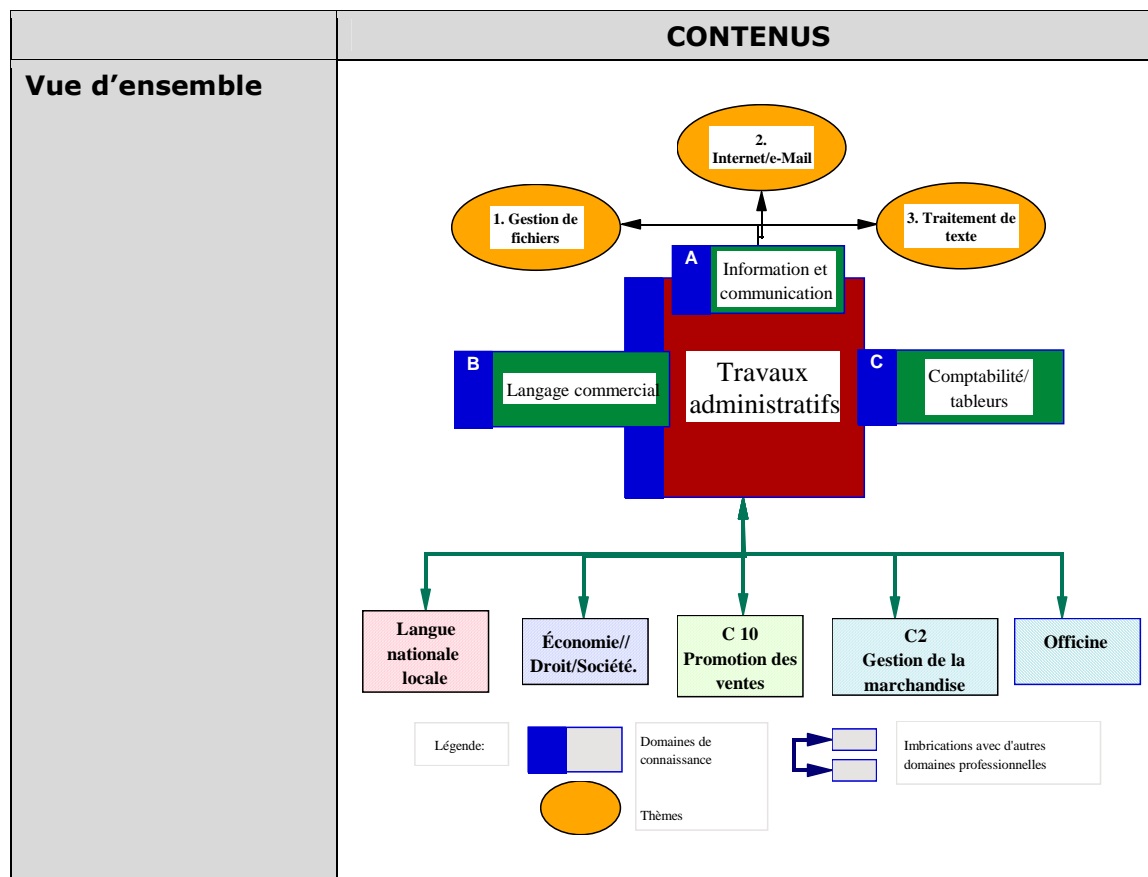 CONTENUS
Vue d’ensemble
2.
Internet/e-Mail
1. Gestion de
fichiers
3. Traitement de
texte
A
Information et
communication
B
Langage commercial
Travaux
administratifs
C
Comptabilité/
tableurs
Langue
nationale
locale
Économie//
Droit/Société.
C 10
Promotion des
ventes
C2
Gestion de la
marchandise
Officine
Légende:
Domaines de
connaissance
Thèmes
Imbrications avec d'autres
domaines professionnelles